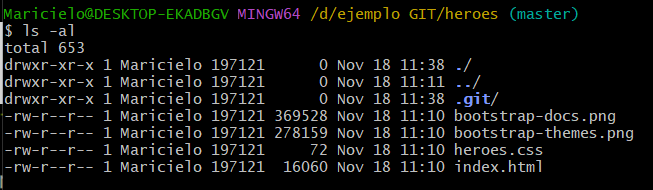 Maricielo@DESKTOP-EKADBGV MINGW64 /d/ejemplo GIT/heroes (master)
$ ls -al
total 653
drwxr-xr-x 1 Maricielo 197121      0 Nov 18 11:38 ./
drwxr-xr-x 1 Maricielo 197121      0 Nov 18 11:11 ../
drwxr-xr-x 1 Maricielo 197121      0 Nov 18 11:38 .git/
-rw-r--r-- 1 Maricielo 197121 369528 Nov 18 11:10 bootstrap-docs.png
-rw-r--r-- 1 Maricielo 197121 278159 Nov 18 11:10 bootstrap-themes.png
-rw-r--r-- 1 Maricielo 197121     72 Nov 18 11:10 heroes.css
-rw-r--r-- 1 Maricielo 197121  16060 Nov 18 11:10 index.html